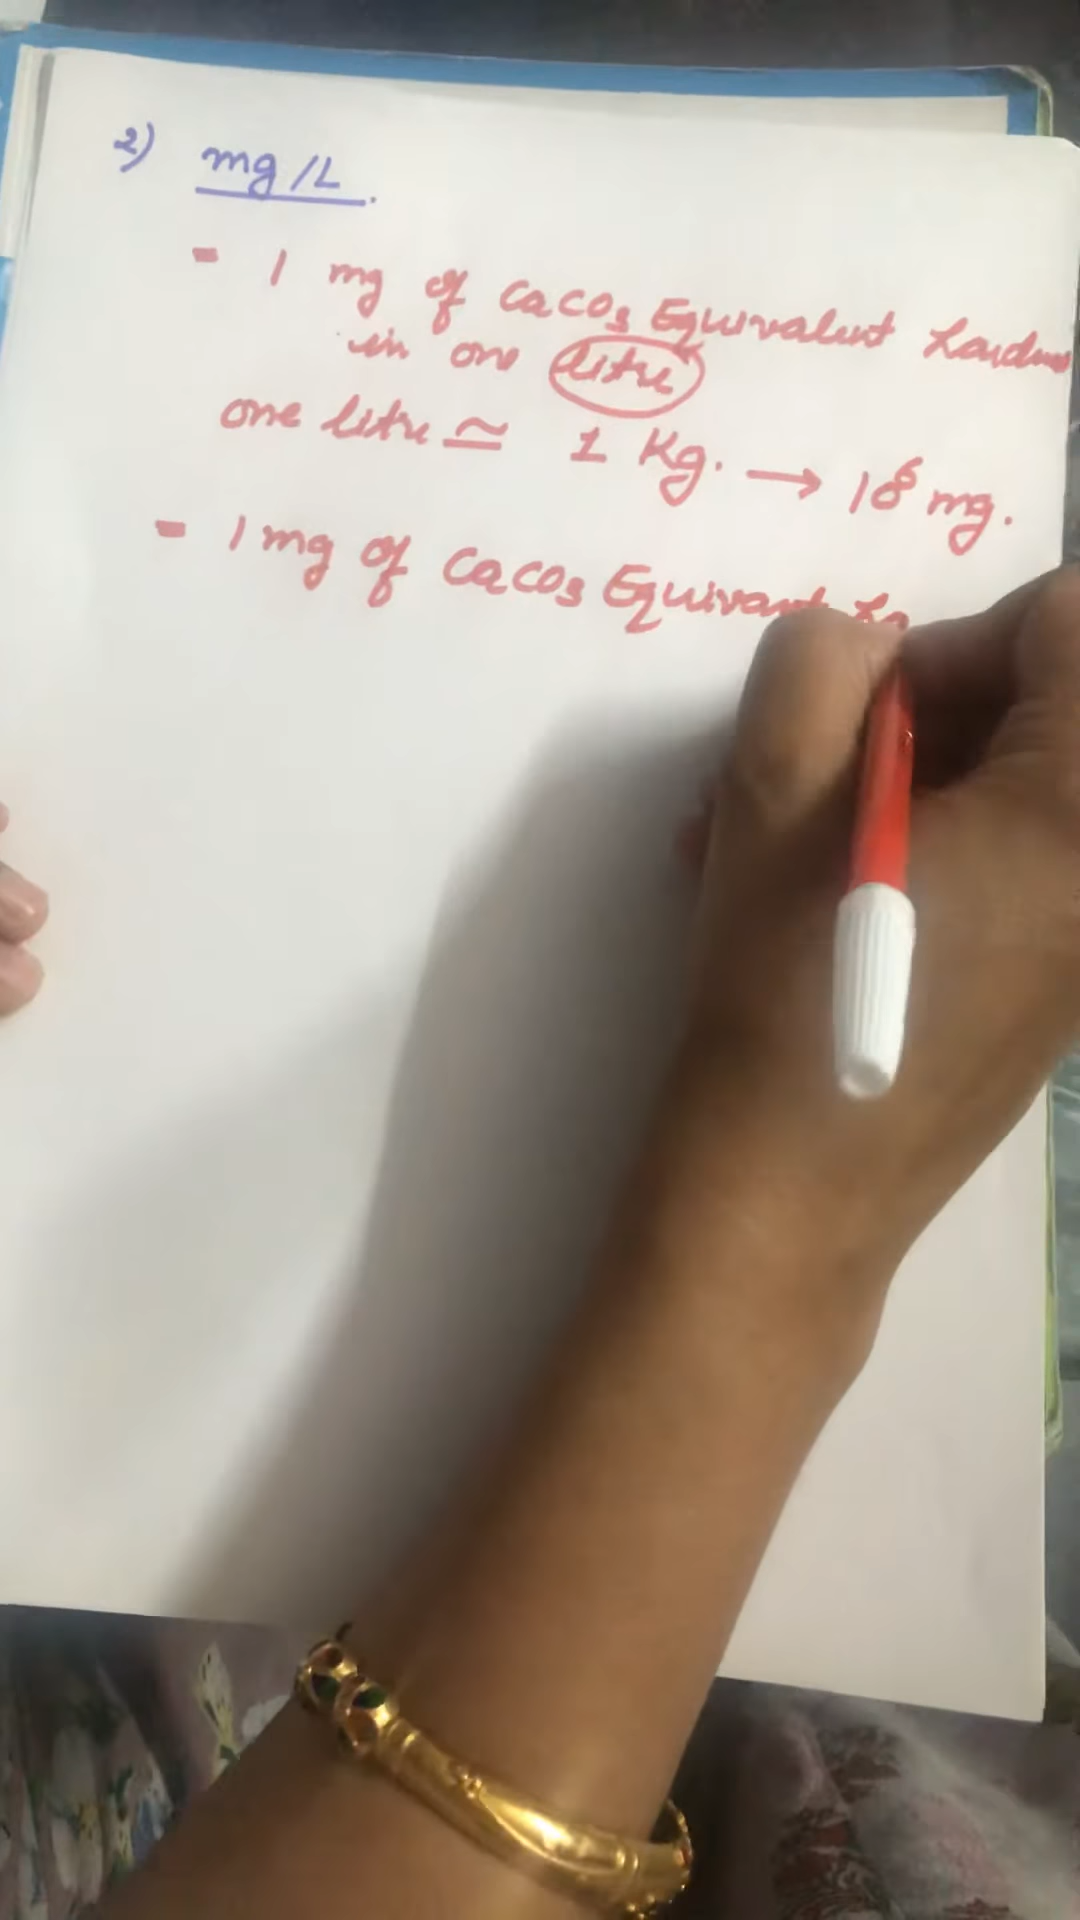 2) mg/L.
- 1 mg of CaCO3 Equivalent hardness
in one litre
one litre ≃ 1 Kg. → 10⁶ mg.
- 1 mg of CaCO3 Equivant